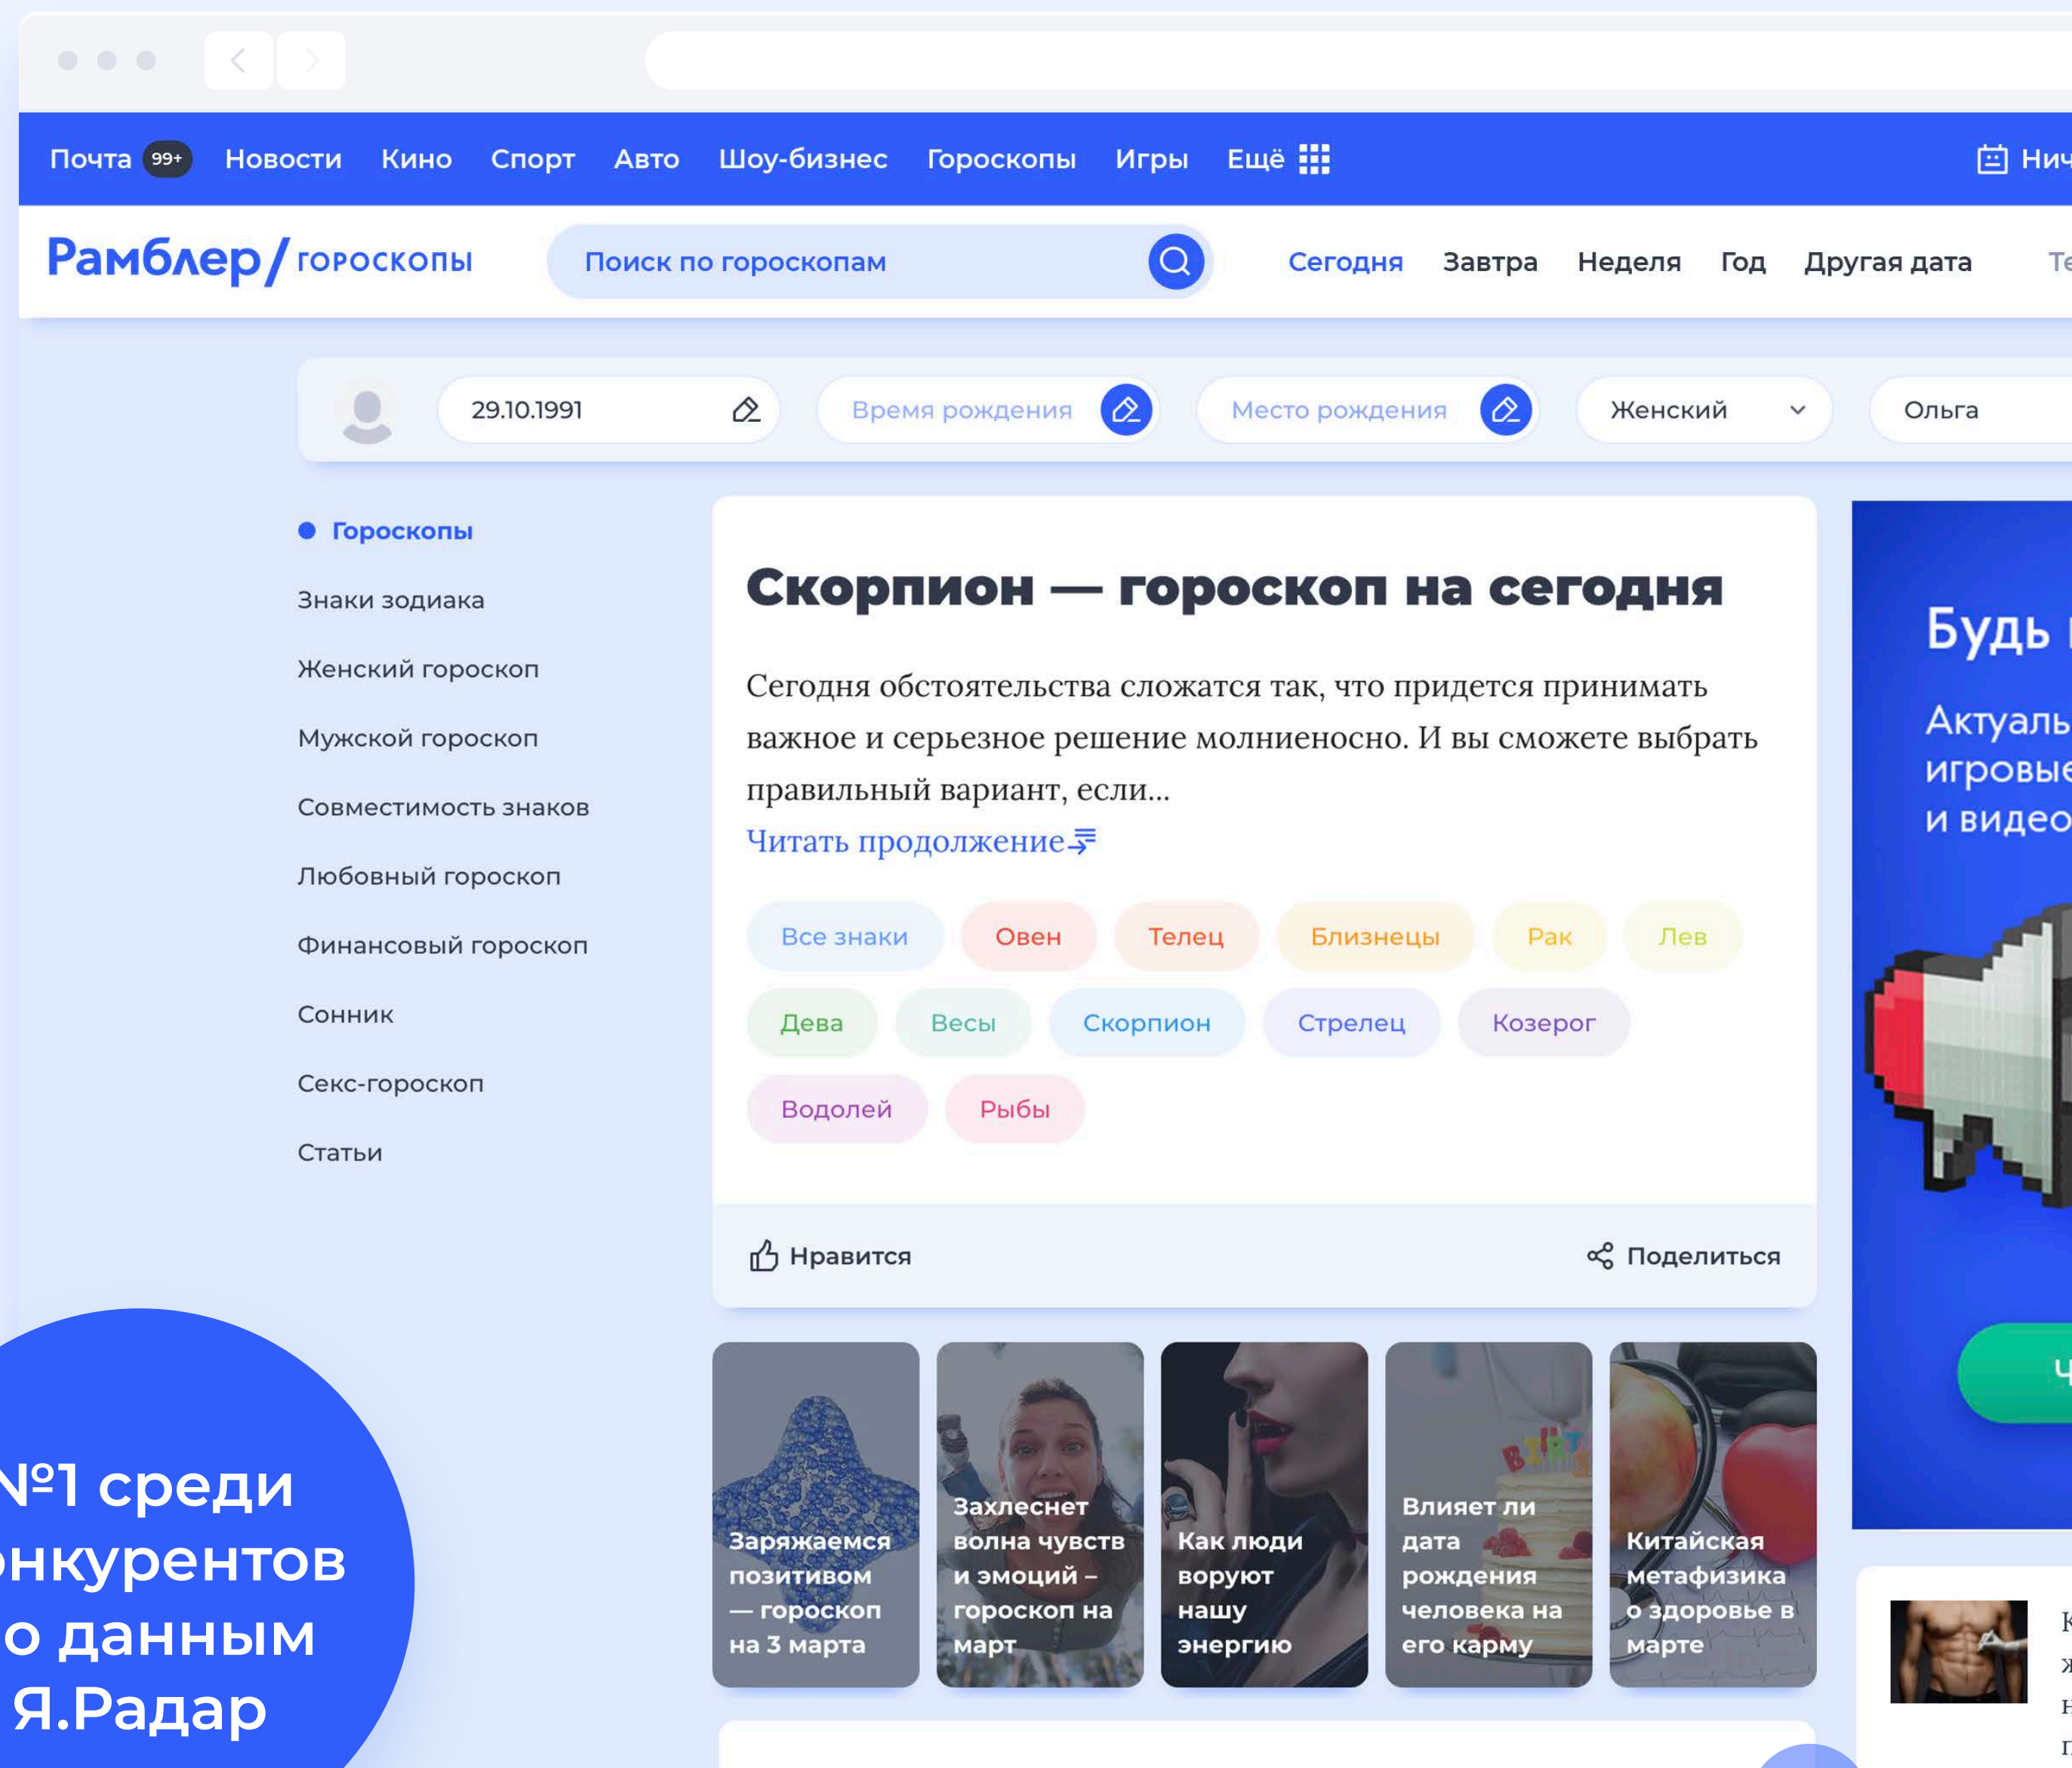 Почта 99+ Новости Кино Спорт Авто Шоу-бизнес Гороскопы Игры Ещё
Рамблер/гороскопы Поиск по гороскопам Сегодня Завтра Неделя Год Другая дата
29.10.1991 Время рождения Место рождения Женский Ольга
Гороскопы
Знаки зодиака
Женский гороскоп
Мужской гороскоп
Совместимость знаков
Любовный гороскоп
Финансовый гороскоп
Сонник
Секс-гороскоп
Статьи
Скорпион — гороскоп на сегодня
Сегодня обстоятельства сложатся так, что придется принимать
важное и серьезное решение молниеносно. И вы сможете выбрать
правильный вариант, если...
Читать продолжение
Все знаки Овен Телец Близнецы Рак Лев
Дева Весы Скорпион Стрелец Козерог
Водолей Рыбы
Нравится Поделиться
Заряжаемся
позитивом
— гороскоп
на 3 марта
Захлеснет
волна чувств
и эмоций –
гороскоп на
март
Как люди
воруют
нашу
энергию
BIRT
Влияет ли
дата
рождения
человека на
его карму
Китайская
метафизика
о здоровье в
марте
Будь
Актуаль
игровые
и видео
№1 среди
онкурентов
о данным
Я.Радар